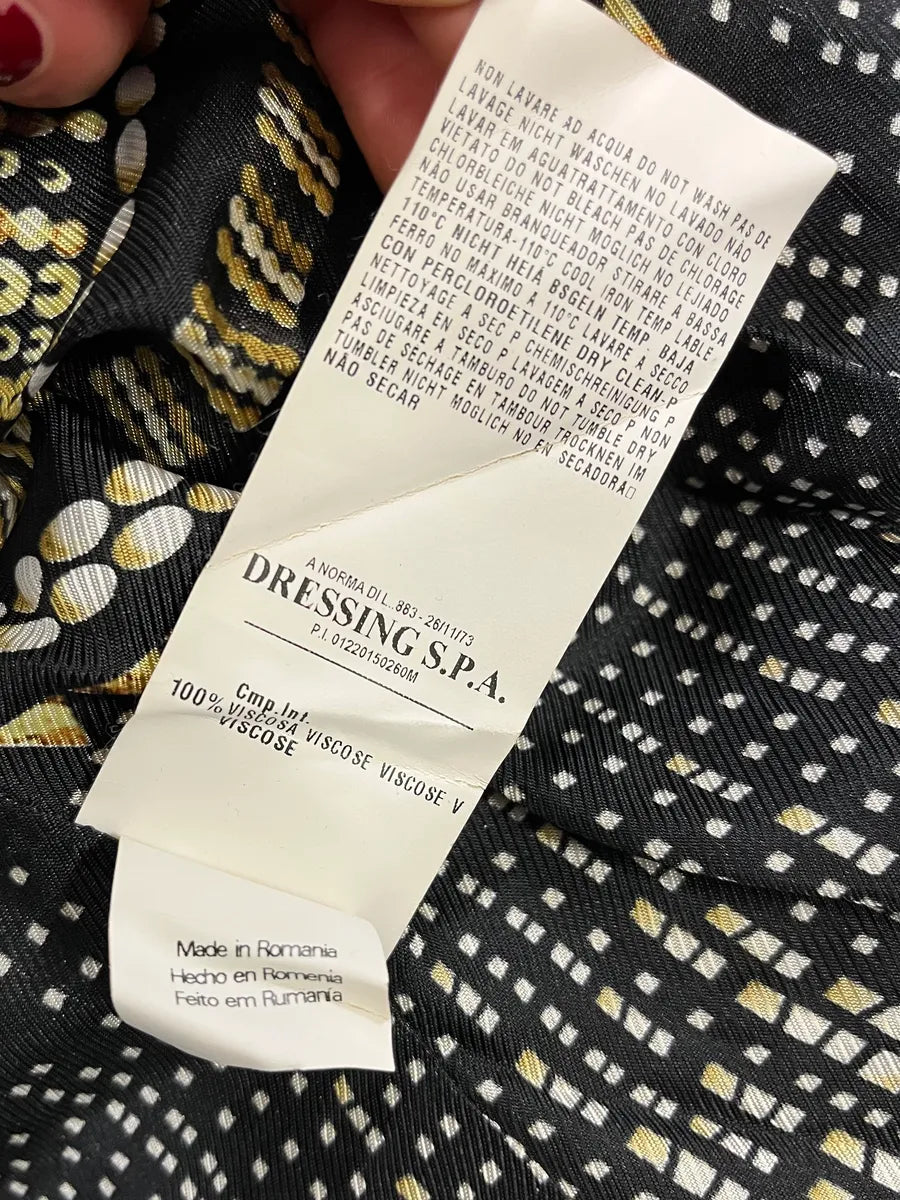 NON LAVARE AD ACQUA DO NOT WASH PAS DE
LAVAGE NICHT WASCHEN NO LAVADO NÃO
LAVAR EM AGUATRATTAMENTO CON CLORO
VIETATO DO NOT BLEACH PAS DE CHLORAGE
CHLORBLEICHE NICHT MOGLICH NO LEJIADO
NÃO USAR BRANQUEADOR STIRARE A BASSA
TEMPERATURA-110°C COOL IRON TEMP LABLE
110°C NICHT HEIÂ BSGELN TEMP. BAJA
FERRO NO MAXIMO A 110°C LAVARE A SECCO
CON PERCLOROETILENE DRY CLEAN-P
NETTOYAGE A SEC P CHEMISCHREINIGUNG P
LIMPIEZA EN SECO P. LAVAGEM A SECO P NON
ASCIUGARE A TAMBURO DO NOT TUMBLE DRY
PAS DE SECHAGE EN TAMBOUR TROCKNEN IM
TUMBLER NICHT MOGLICH NO EN SECADORA□
NÃO SECAR
A NORMA DI L. 883 - 26/11/73
DRESSING S.P.A.
P.I. 01220150260M
Cmp.Int.
100% VISCOSA VISCOSE VISCOSE V
VISCOSE
Made in Romania
Hecho en Romenia
Feito em Rumanía